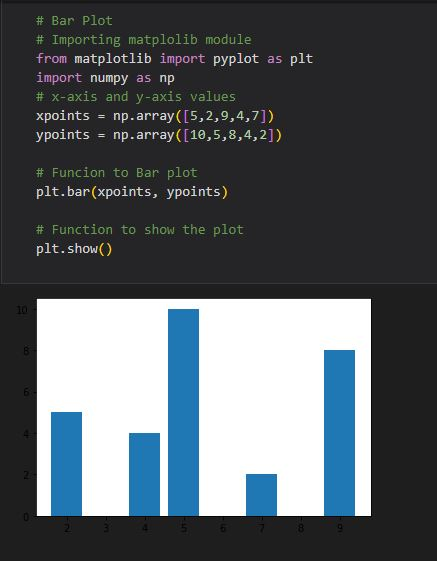 # Bar Plot
# Importing matplolib module
from matplotlib import pyplot as plt
import numpy as np
# x-axis and y-axis values
xpoints = np.array([5,2,9,4,7])
ypoints = np.array([10,5,8,4,2])
# Funcion to Bar plot
plt.bar(xpoints, ypoints)
# Function to show the plot
plt.show()
10
8
6
4
2
0
2 3 4 5 6 7 8 9